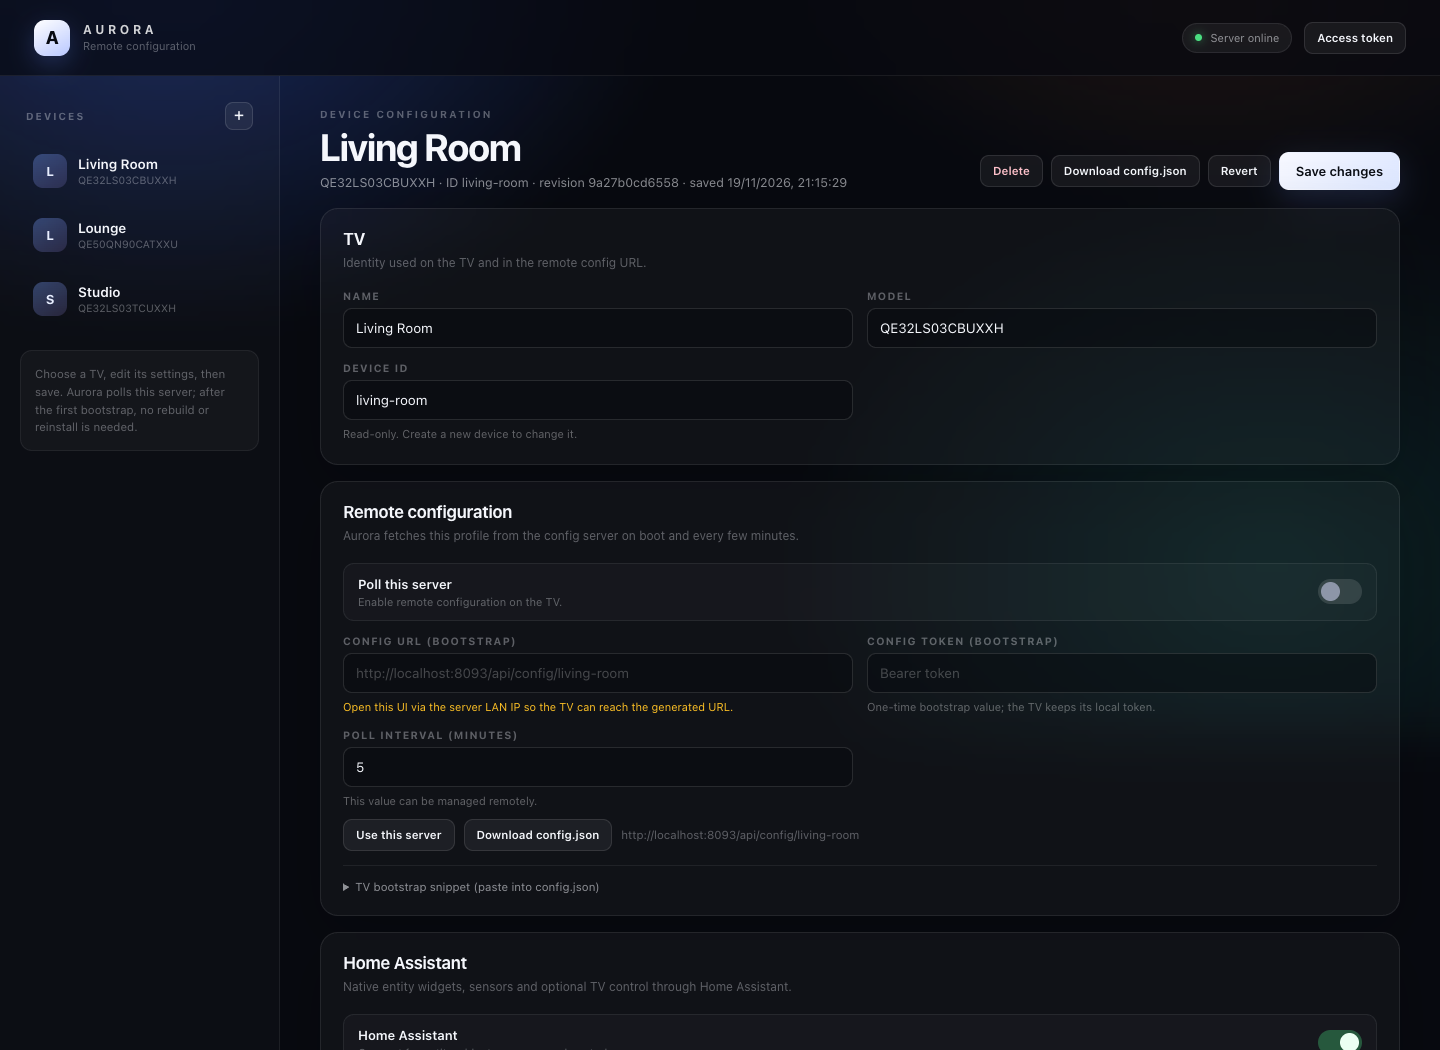 A
AURORA
Remote configuration
Server online
Access token
DEVICES
+
L
Living Room
QE32LS03CBUXXH
L
Lounge
QE50QN90CATXXU
S
Studio
QE32LS03TCUXXH
Choose a TV, edit its settings, then
save. Aurora polls this server; after
the first bootstrap, no rebuild or
reinstall is needed.
DEVICE CONFIGURATION
Living Room
QE32LS03CBUXXH · ID living-room · revision 9a27b0cd6558 · saved 19/11/2026, 21:15:29
Delete
Download config.json
Revert
Save changes
TV
Identity used on the TV and in the remote config URL.
NAME
Living Room
MODEL
QE32LS03CBUXXH
DEVICE ID
living-room
Read-only. Create a new device to change it.
Remote configuration
Aurora fetches this profile from the config server on boot and every few minutes.
Poll this server
Enable remote configuration on the TV.
CONFIG URL (BOOTSTRAP)
http://localhost:8093/api/config/living-room
Open this UI via the server LAN IP so the TV can reach the generated URL.
CONFIG TOKEN (BOOTSTRAP)
Bearer token
One-time bootstrap value; the TV keeps its local token.
POLL INTERVAL (MINUTES)
5
This value can be managed remotely.
Use this server
Download config.json
http://localhost:8093/api/config/living-room
TV bootstrap snippet (paste into config.json)
Home Assistant
Native entity widgets, sensors and optional TV control through Home Assistant.
Home Assistant